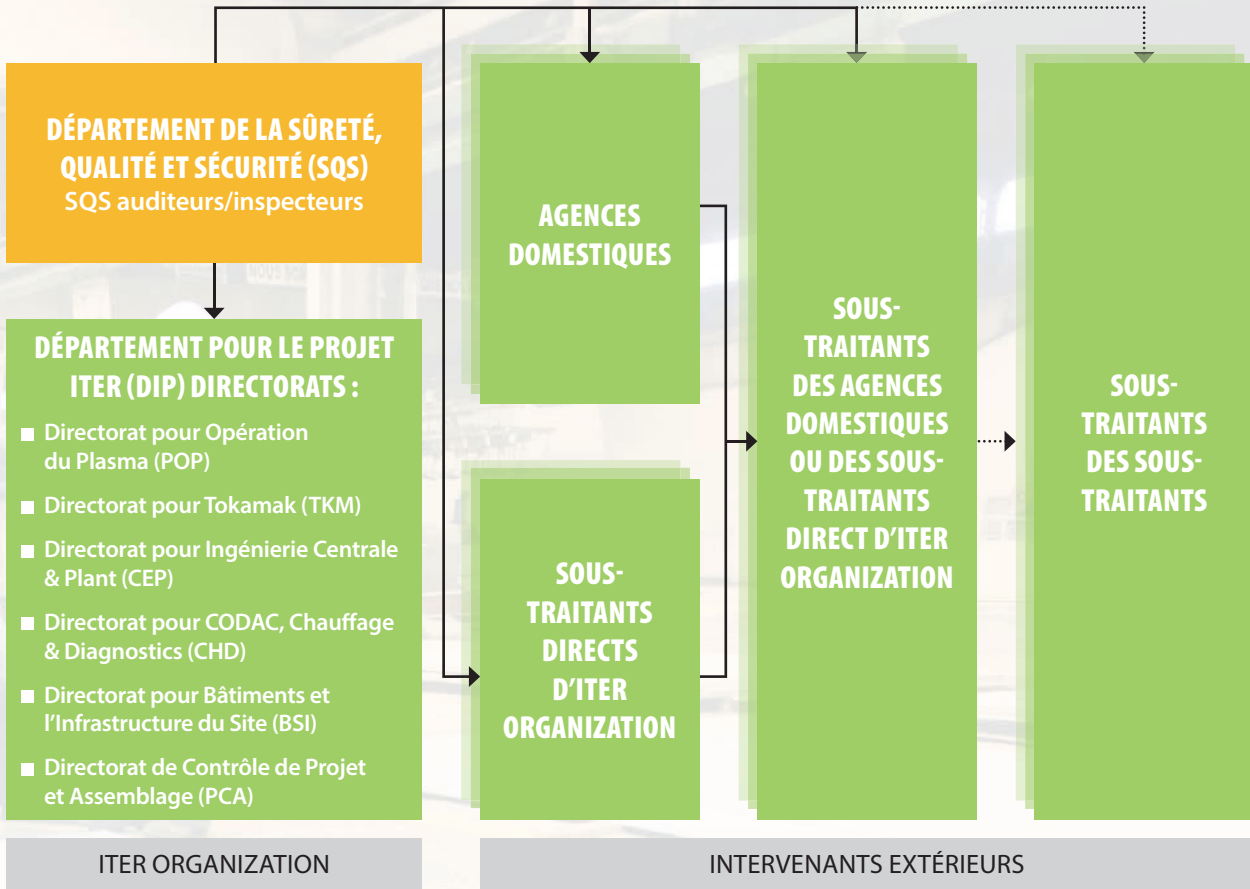 DÉPARTEMENT DE LA SÛRETÉ,
QUALITÉ ET SÉCURITÉ (SQS)
SQS auditeurs/inspecteurs
DÉPARTEMENT POUR LE PROJET
ITER (DIP) DIRECTORATS :
Directorat pour Opération
du Plasma (POP)
Directorat pour Tokamak (TKM)
Directorat pour Ingénierie Centrale
& Plant (CEP)
Directorat pour CODAC, Chauffage
& Diagnostics (CHD)
Directorat pour Bâtiments et
l'Infrastructure du Site (BSI)
Directorat de Contrôle de Projet
et Assemblage (PCA)
ITER ORGANIZATION
AGENCES
DOMESTIQUES
SOUS-
TRAITANTS
DIRECTS
D'ITER
ORGANIZATION
SOUS-
TRAITANTS
DES AGENCES
DOMESTIQUES
OU DES SOUS-
TRAITANTS
DIRECT D'ITER
ORGANIZATION
SOUS-
TRAITANTS
DES SOUS-
TRAITANTS
INTERVENANTS EXTÉRIEURS